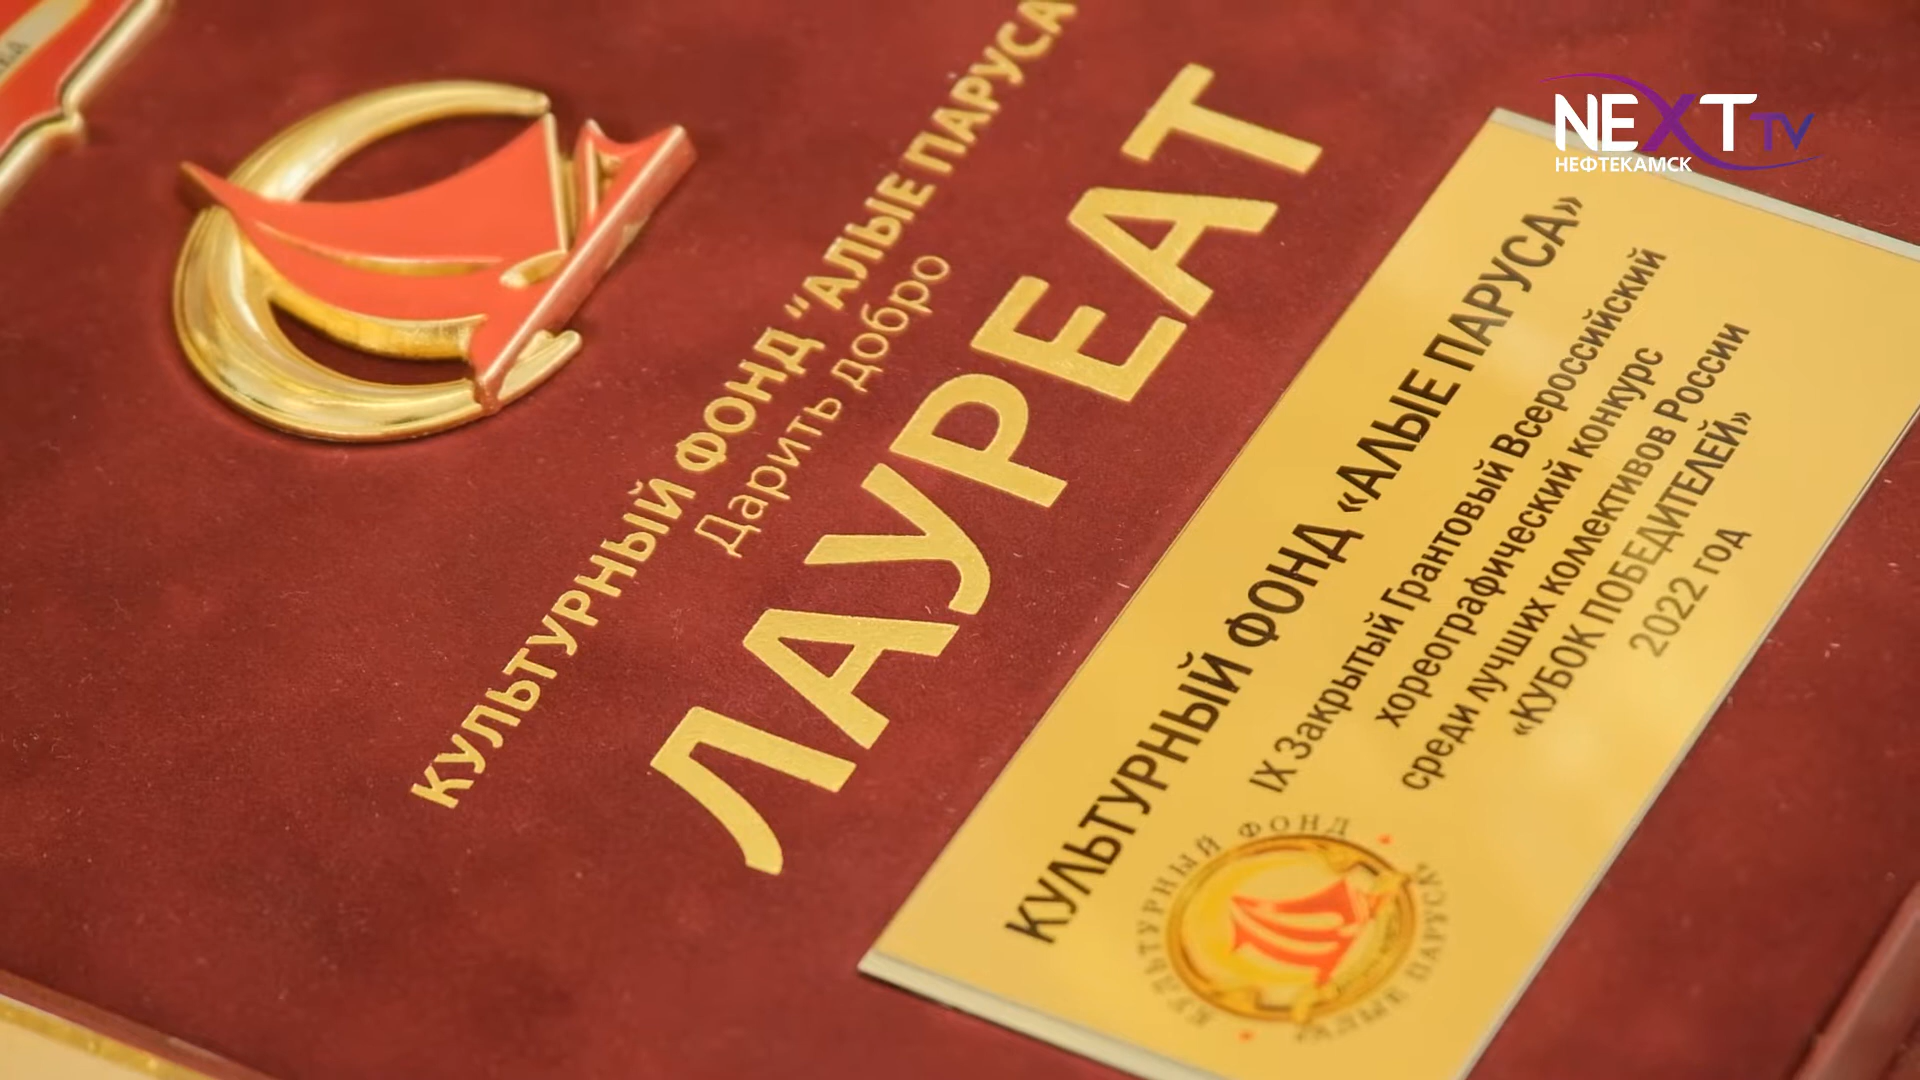 NEXT TV
НЕФТЕКАМСК
КУЛЬТУРНЫЙ ФОНД "АЛЫЕ ПАРУСА
Дарить добро
ЛАУРЕАТ
КУЛЬТУРНЫЙ ФОНД «АЛЫЕ ПАРУСА»
IX Закрытый Грантовый Всероссийский
хореографический конкурс
среди лучших колективов России
«КУБОК ПОБЕДИТЕЛЕЙ»
2022 год
КУЛЬТУРНЫЙ ФОНД
АЛЫЕ ПАРУСА